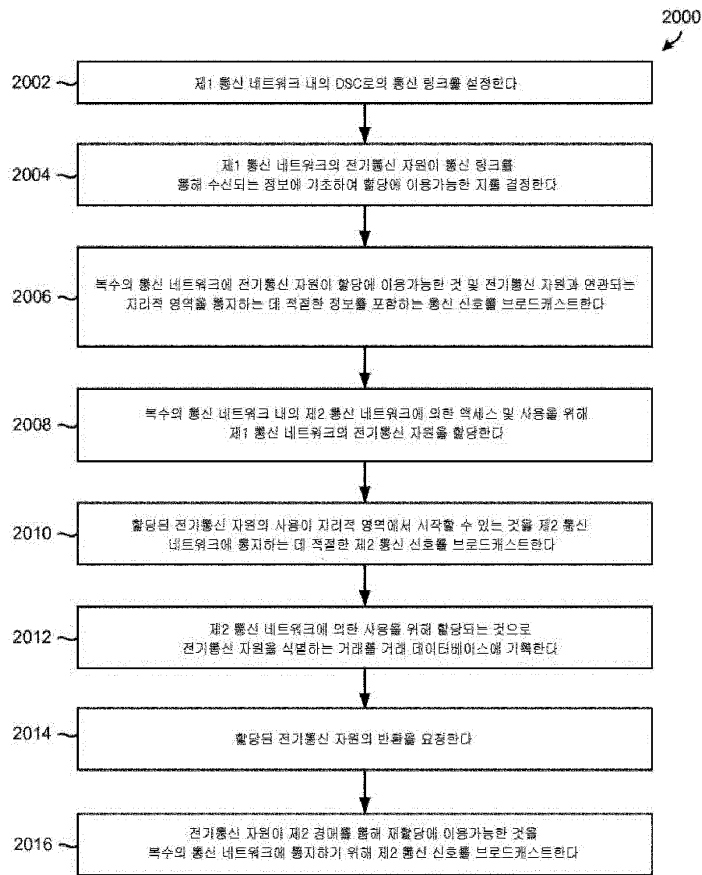 2000
2002
제1 통신 네트워크 내의 DSC로의 통신 링크를 설정한다
2004
제1 통신 네트워크의 전기통신 자원이 통신 링크를
통해 수신되는 정보에 기초하여 할당에 이용가능한 지를 결정한다
2006
복수의 통신 네트워크에 전기통신 자원이 할당에 이용가능한 것 및 전기통신 자원과 연관되는
지리적 영역을 통지하는 데 적절한 정보를 포함하는 통신 신호를 브로드캐스트한다
2008
복수의 통신 네트워크 내의 제2 통신 네트워크에 의한 액세스 및 사용을 위해
제1 통신 네트워크의 전기통신 자원을 할당한다
2010
할당된 전기통신 자원의 사용이 지리적 영역에서 시작할 수 있는 것을 제2 통신
네트워크에 통지하는 데 적절한 제2 통신 신호를 브로드캐스트한다
2012
제2 통신 네트워크에 의한 사용을 위해 할당되는 것으로
전기통신 자원을 식별하는 거래를 거래 데이터베이스에 기록한다
2014
할당된 전기통신 자원의 반환을 요청한다
2016
전기통신 자원이 제2 경매를 통해 재할당에 이용가능한 것을
복수의 통신 네트워크에 통지하기 위해 제2 통신 신호를 브로드캐스트한다